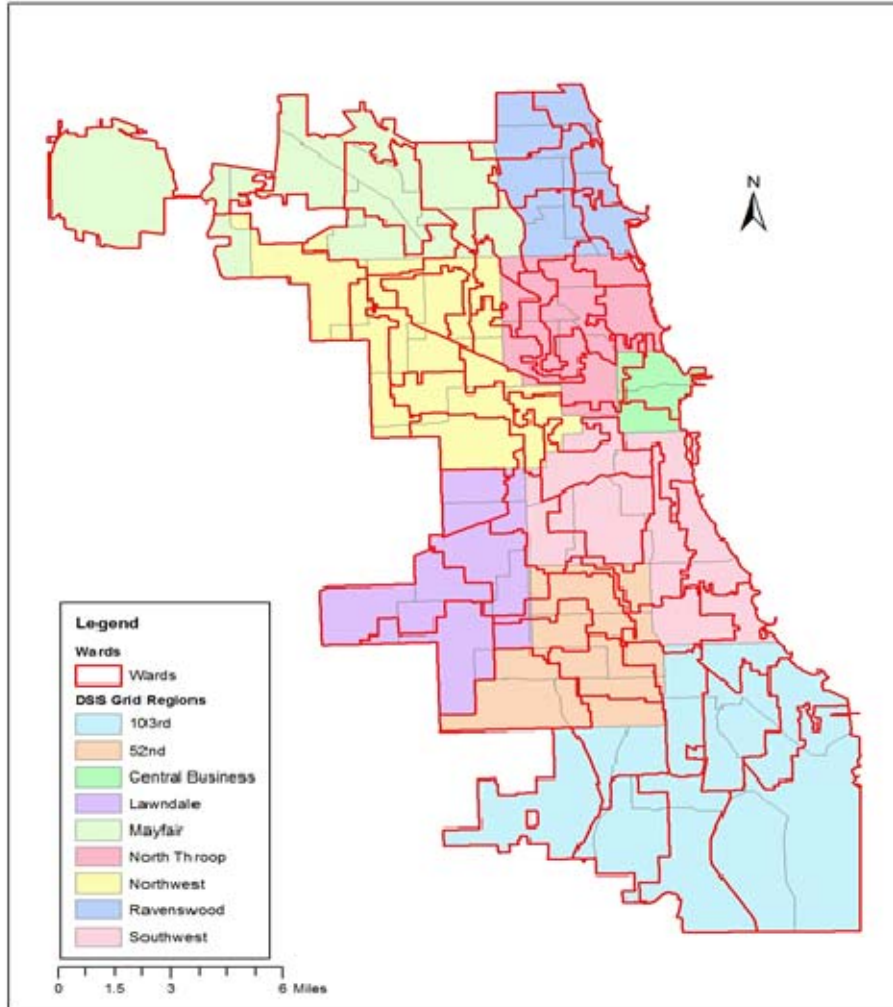 N
Legend
Wards
Wards
DSIS Grid Regions
103rd
52nd
Central Business
Lawndale
Mayfair
North Throop
Northwest
Ravenswood
Southwest
0 1.5 3 6 Miles